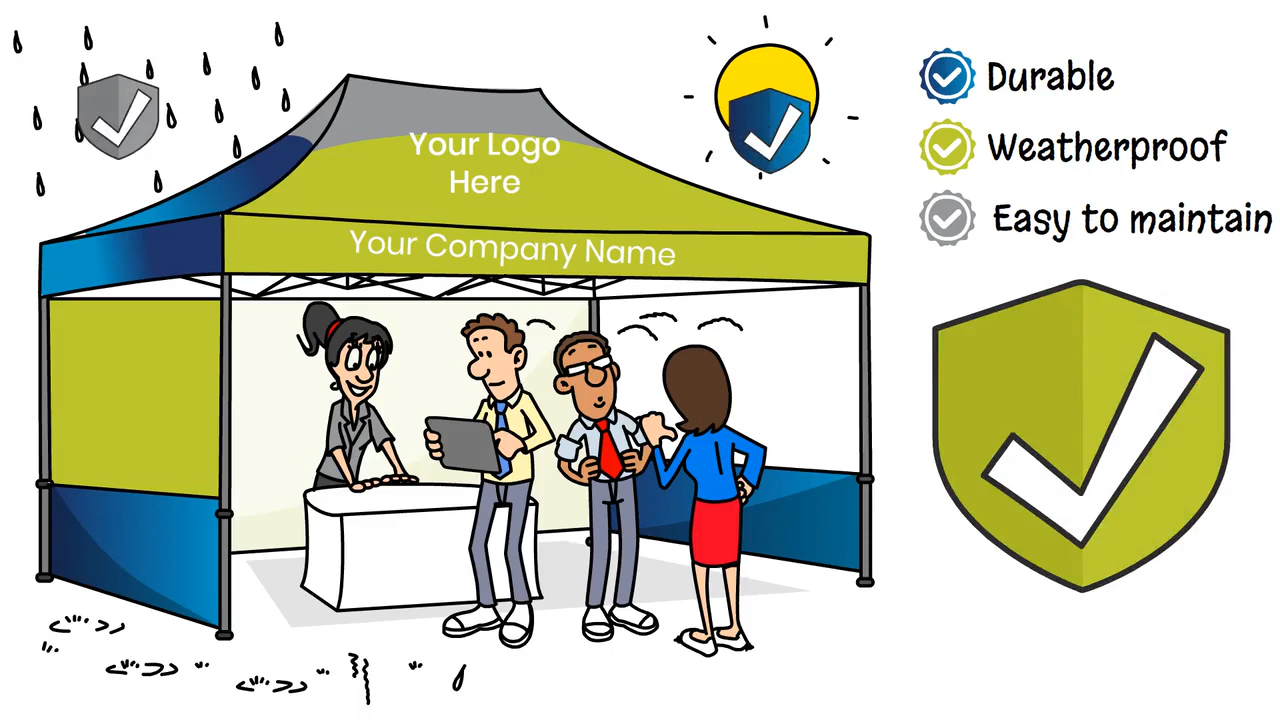 Your Logo
Here
Your Company Name
Durable
Weatherproof
Easy to maintain